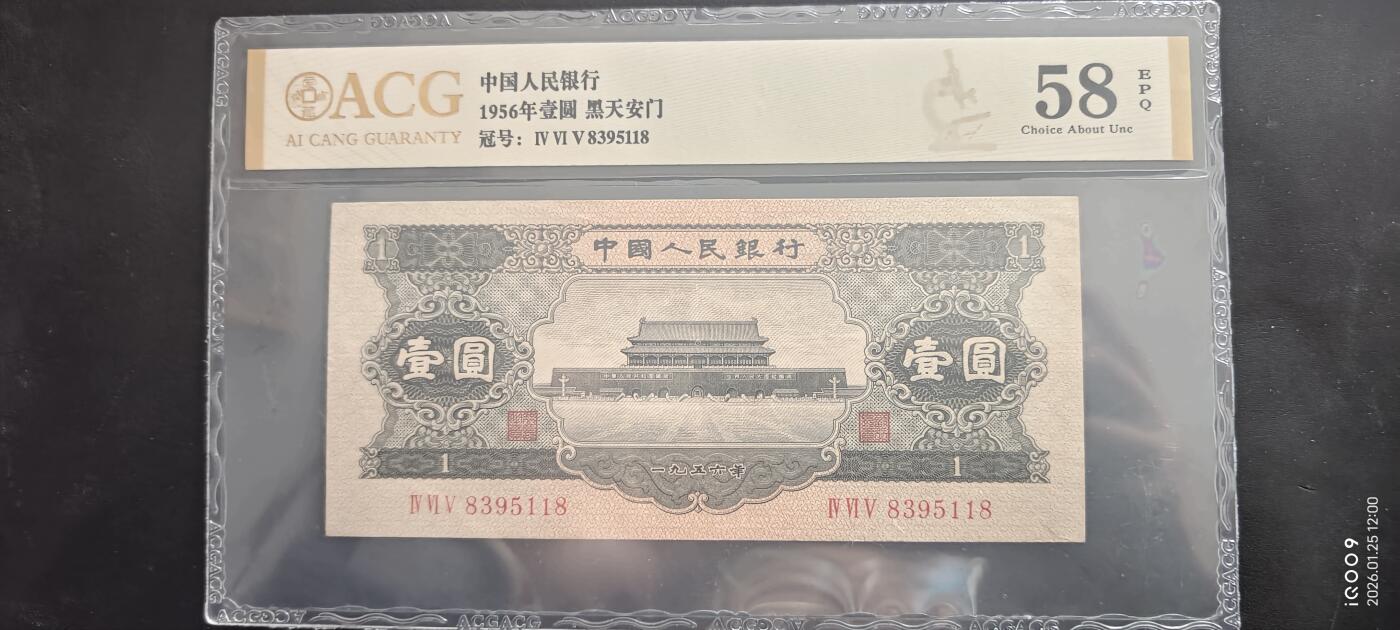 ACG
AI CANG GUARANTY
中国人民银行
1956年壹圆 黑天安门
冠号：Ⅳ Ⅵ Ⅴ 8395118
58
EPQ
Choice About Unc
1
中國人民銀行
1
壹圓
壹圓
一九五六年
1
1
Ⅳ Ⅵ Ⅴ 8395118
Ⅳ Ⅵ Ⅴ 8395118
iQOO 9
2026.01.25 12:00